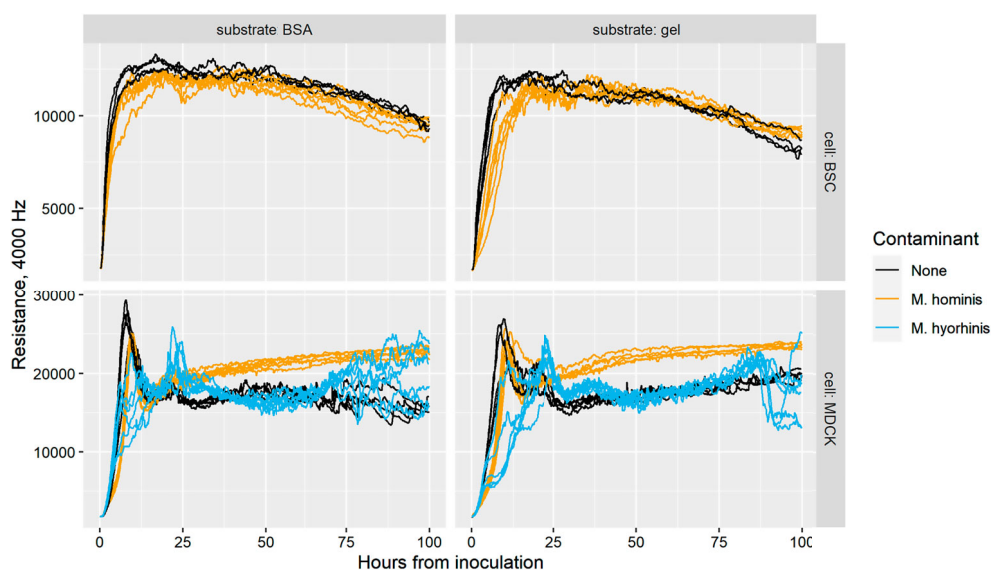 substrate BSA
substrate: gel
10000
5000
cell: BSC
30000
20000
10000
cell: MDCK
Resistance, 4000 Hz
0 25 50 75 100
0 25 50 75 100
Hours from inoculation
Contaminant
None
M. hominis
M. hyorhinis